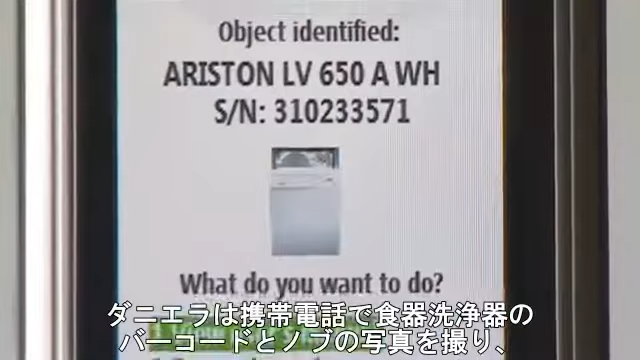 Object identified:
ARISTON LV 650 A WH
S/N: 310233571
What do you want to do?
ダニエラは携帯電話で食器洗浄器の
バーコードとノブの写真を撮り、